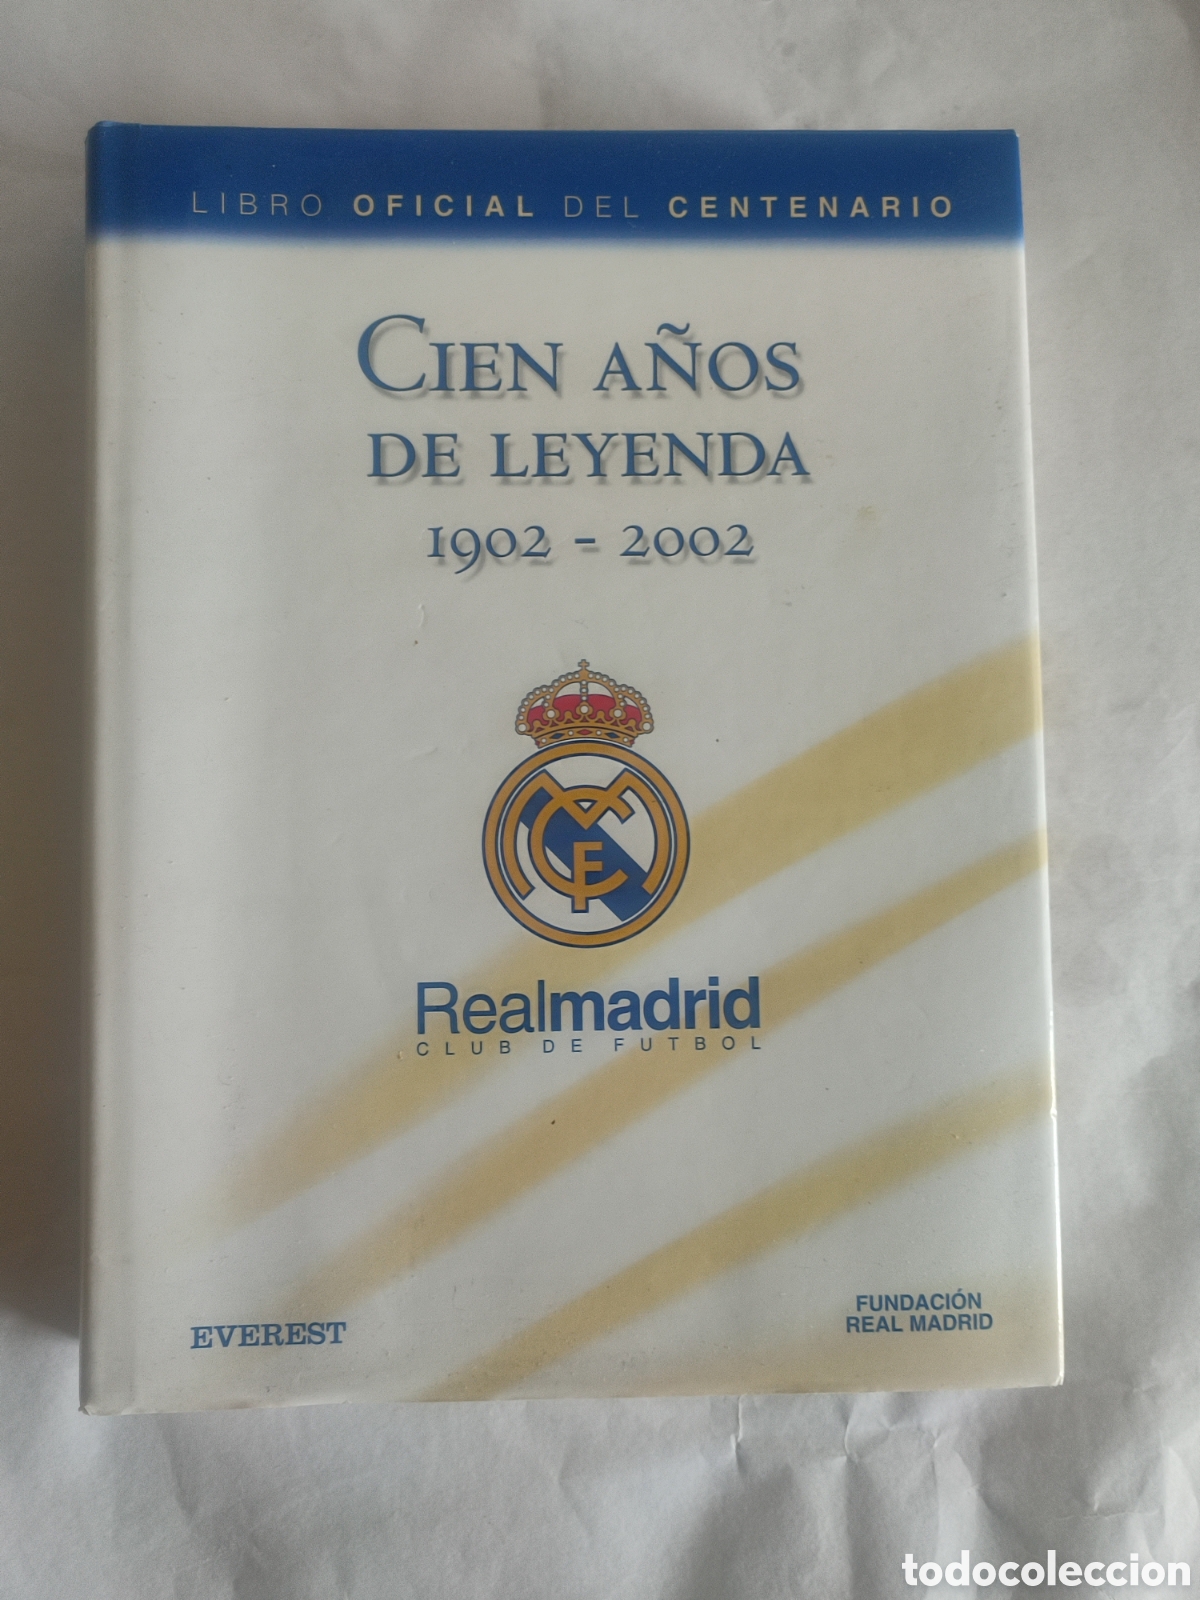 LIBRO OFICIAL DEL CENTENARIO
CIEN AÑOS
DE LEYENDA
1902 - 2002
MCF
Realmadrid
CLUB DE FUTBOL
EVEREST
FUNDACIÓN
REAL MADRID
todocoleccion